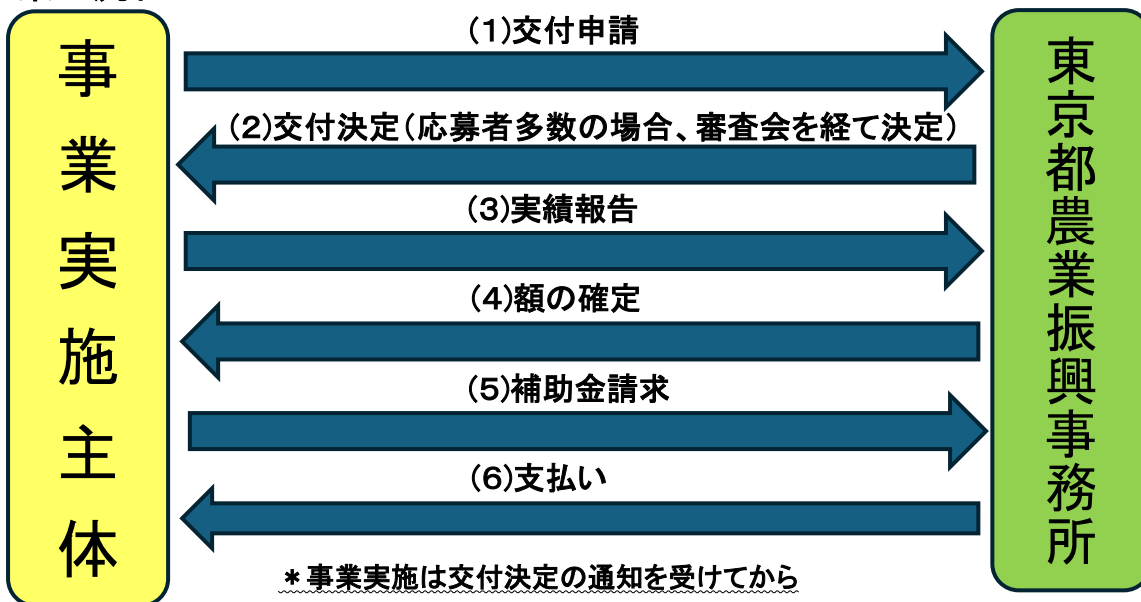 事業実施主体
(1)交付申請
(2)交付決定(応募者多数の場合、審査会を経て決定)
(3)実績報告
(4)額の確定
(5)補助金請求
(6)支払い
東京都農業振興事務所
*事業実施は交付決定の通知を受けてから